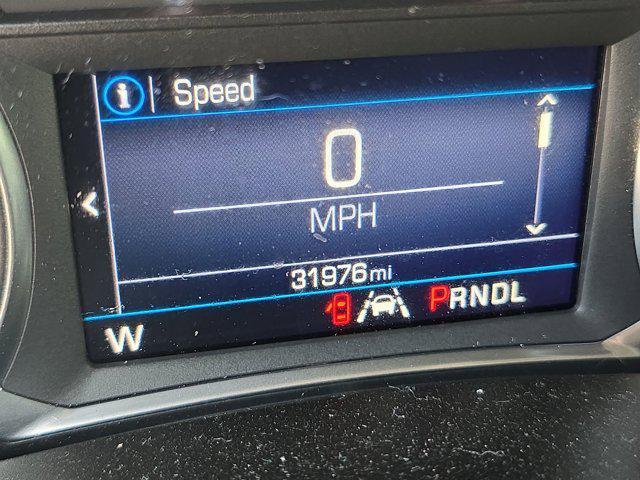 i | Speed
0
MPH
31976mi
W PRNDL